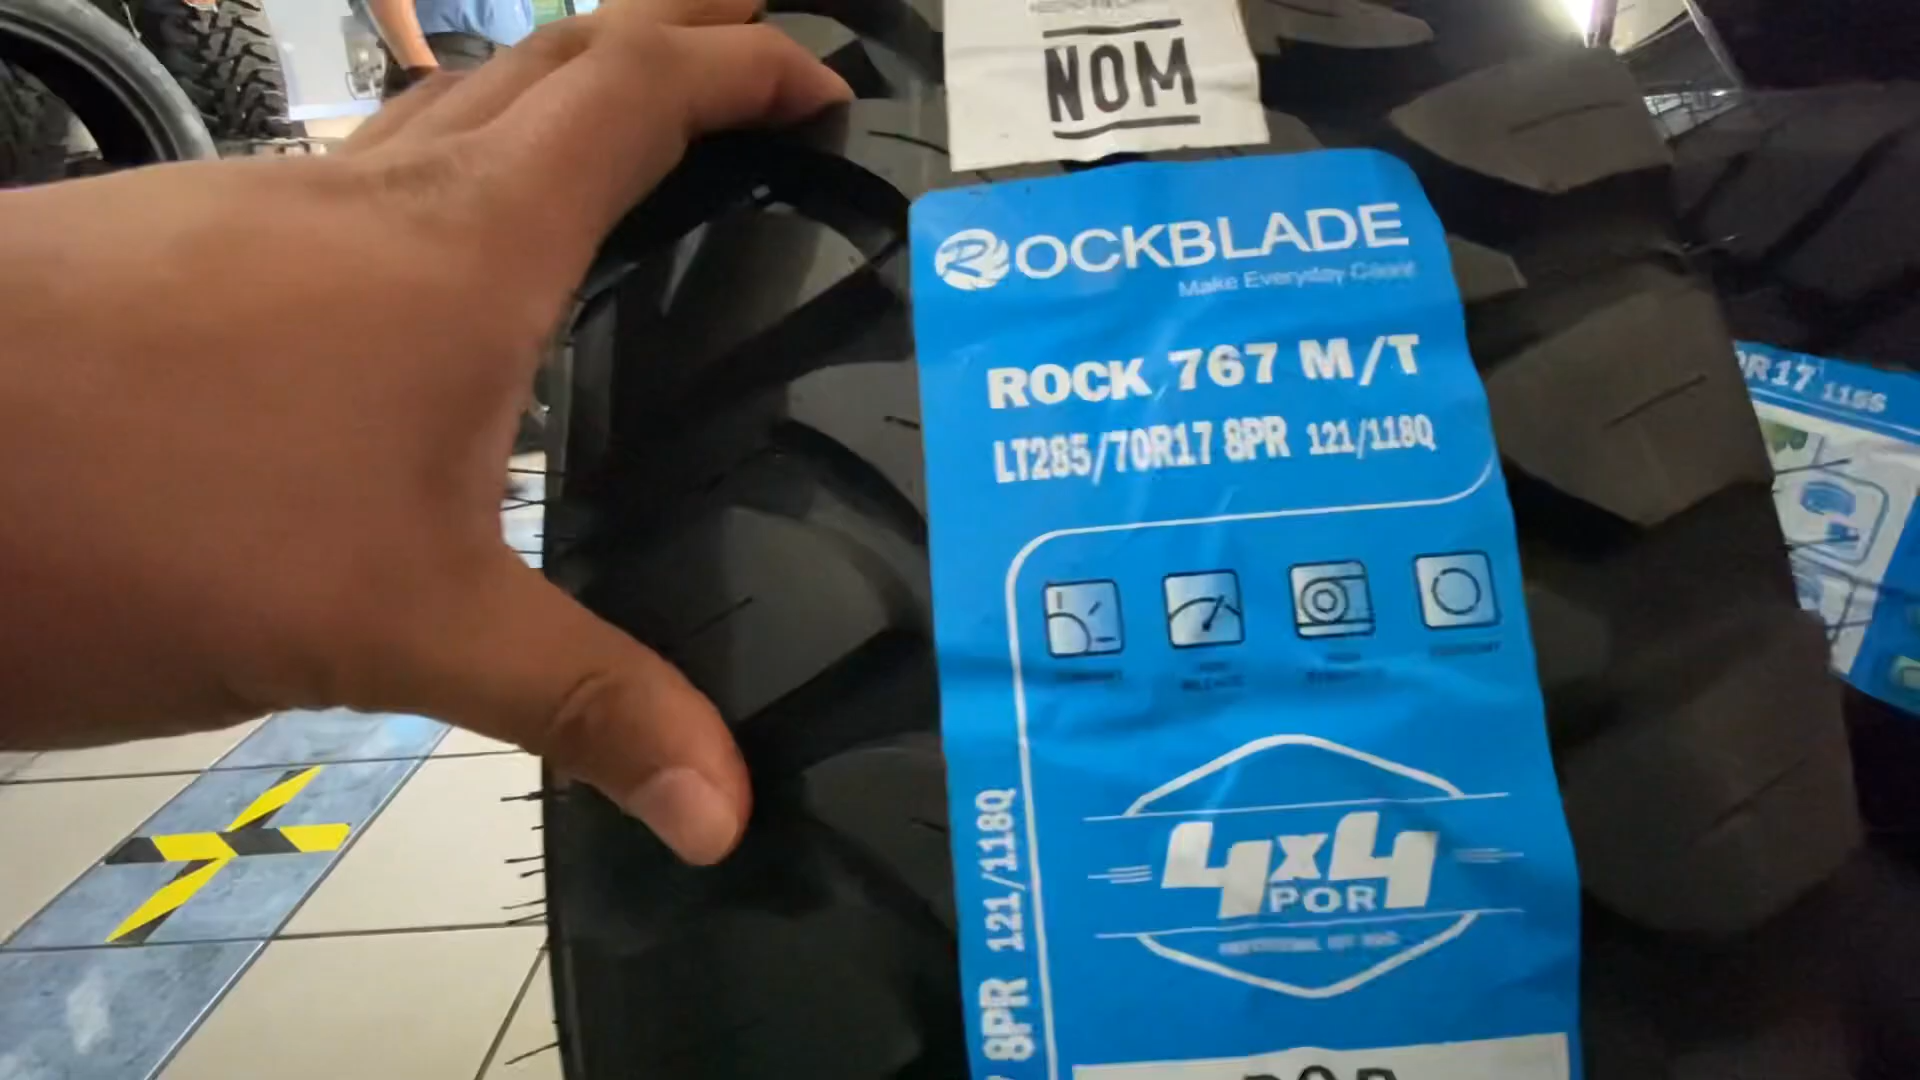 NOM
ROCKBLADE
Make Everyday Count
ROCK 767 M/T
LT285/70R17 8PR 121/118Q
4x4
POR
8PR 121/118Q
R17 115S